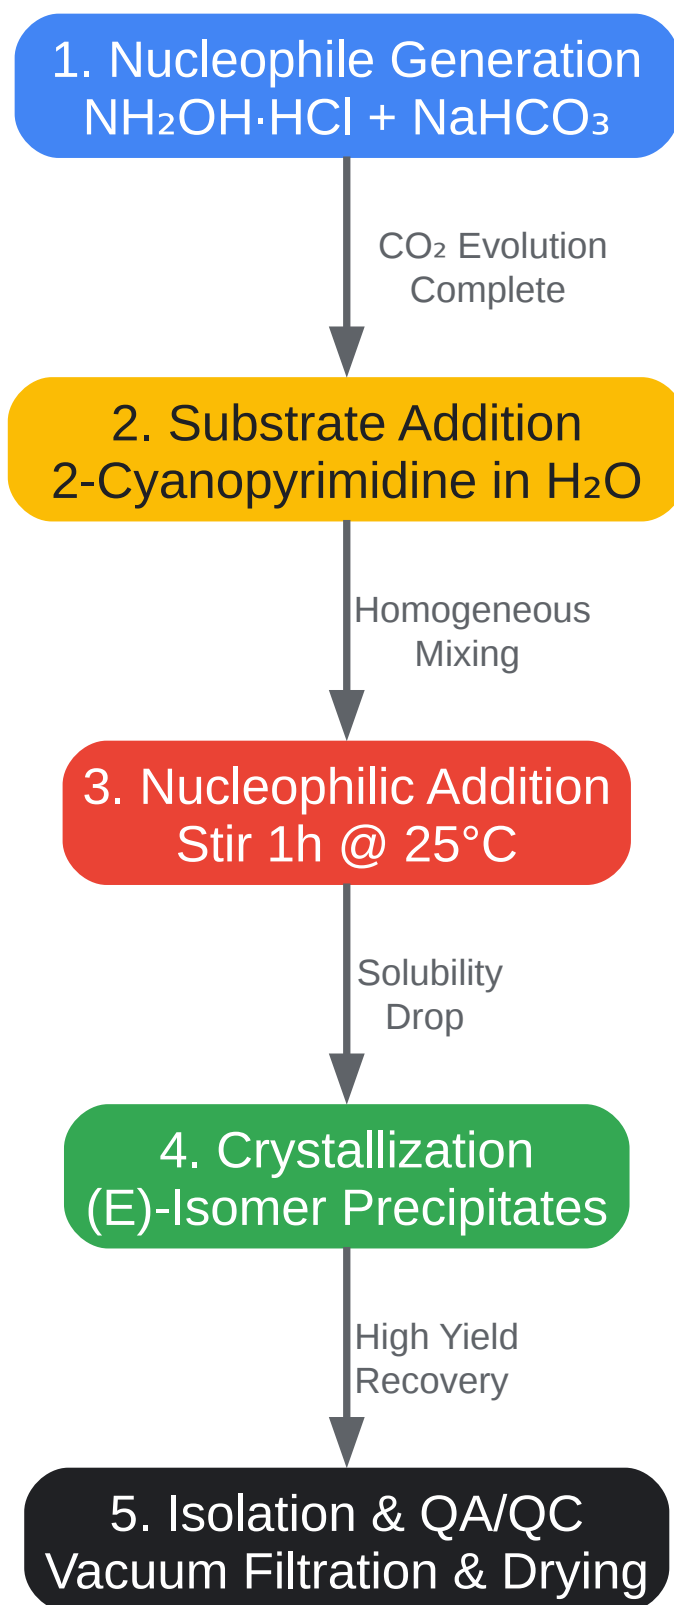 1. Nucleophile Generation
NH₂OH·HCl + NaHCO₃
CO₂ Evolution
Complete
2. Substrate Addition
2-Cyanopyrimidine in H₂O
Homogeneous
Mixing
3. Nucleophilic Addition
Stir 1h @ 25°C
Solubility
Drop
4. Crystallization
(E)-Isomer Precipitates
High Yield
Recovery
5. Isolation & QA/QC
Vacuum Filtration & Drying